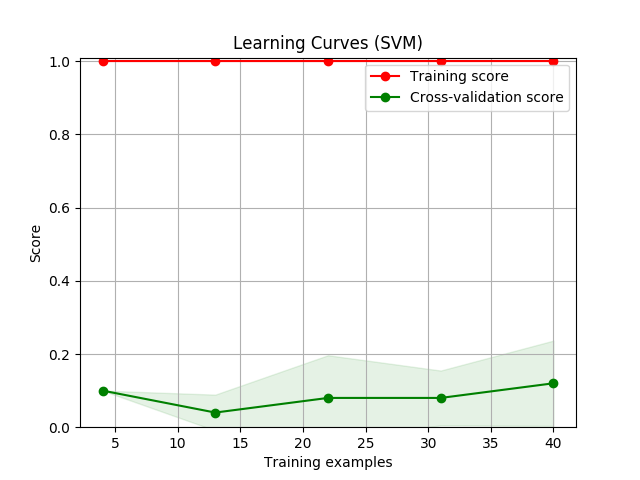 Learning Curves (SVM)
Training score
Cross-validation score
Score
1.0
0.8
0.6
0.4
0.2
0.0
5 10 15 20 25 30 35 40
Training examples